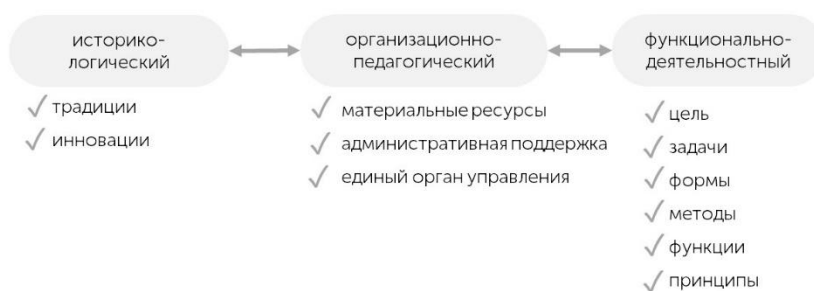 историко-
логический
традиции
инновации
организационно-
педагогический
материальные ресурсы
административная поддержка
единый орган управления
функционально-
деятельностный
цель
задачи
формы
методы
функции
принципы